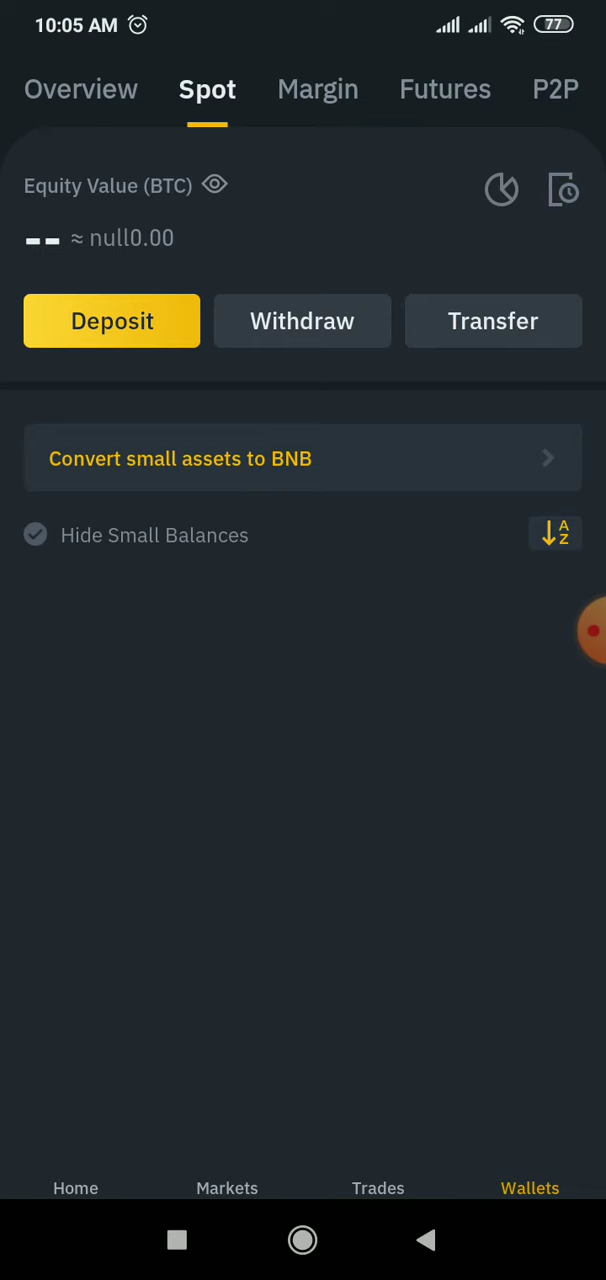 10:05 AM 77
Overview Spot Margin Futures P2P
Equity Value (BTC)
-- ≈ null0.00
Deposit Withdraw Transfer
Convert small assets to BNB
Hide Small Balances A Z
Home Markets Trades Wallets